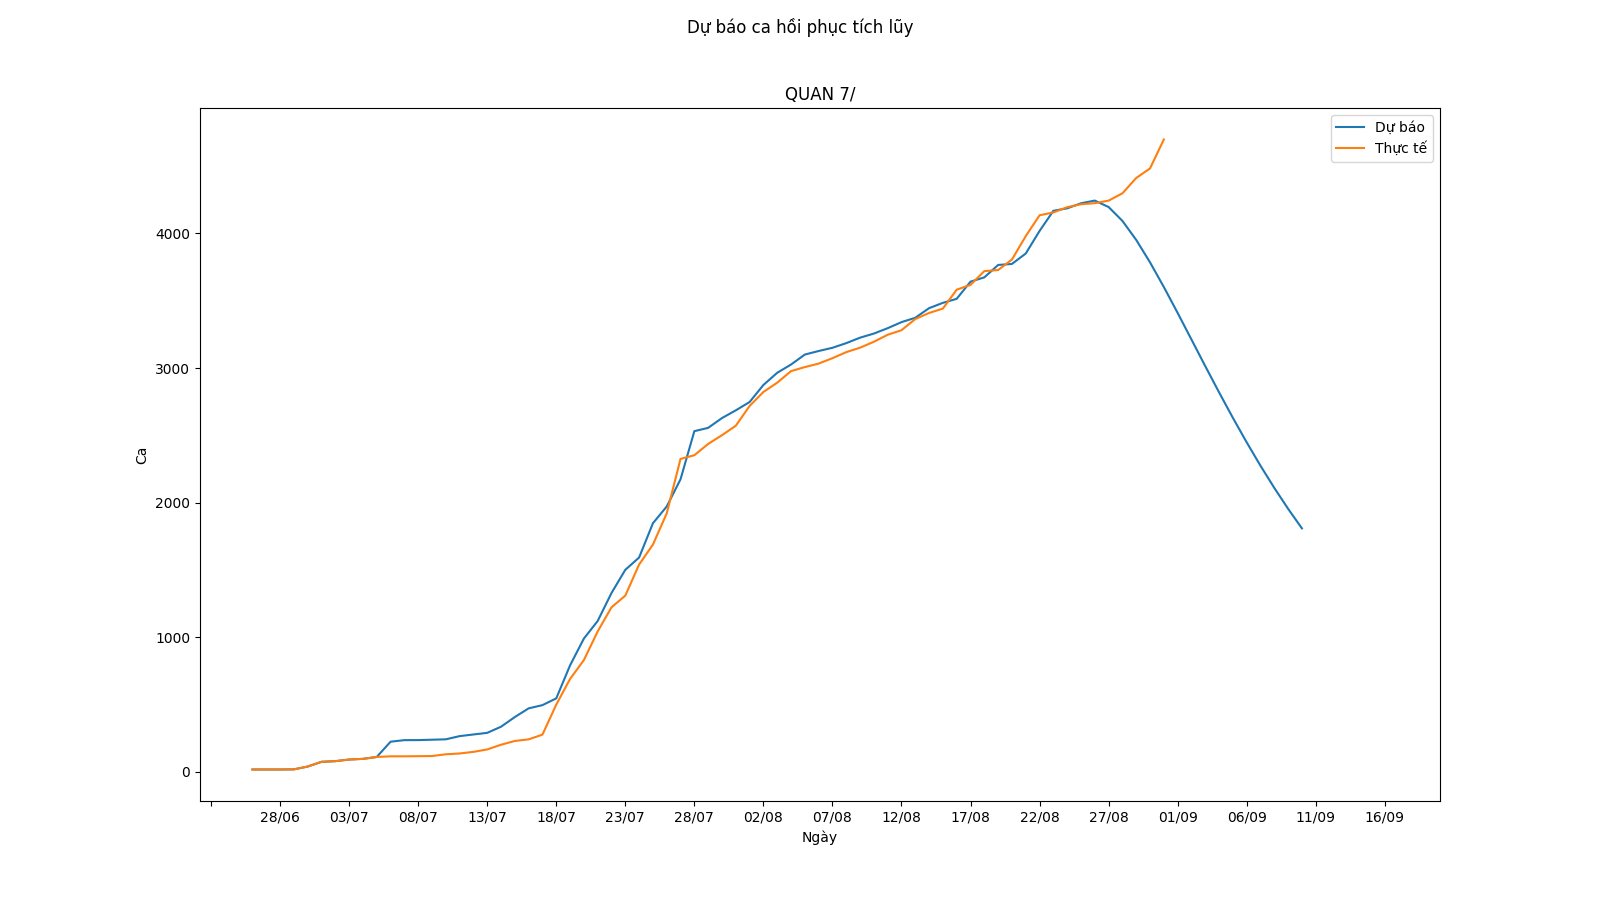 Dự báo ca hồi phục tích lũy
QUAN 7/
Dự báo
Thực tế
4000
3000
2000
1000
0
Ca
28/06 03/07 08/07 13/07 18/07 23/07 28/07 02/08 07/08 12/08 17/08 22/08 27/08 01/09 06/09 11/09 16/09
Ngày